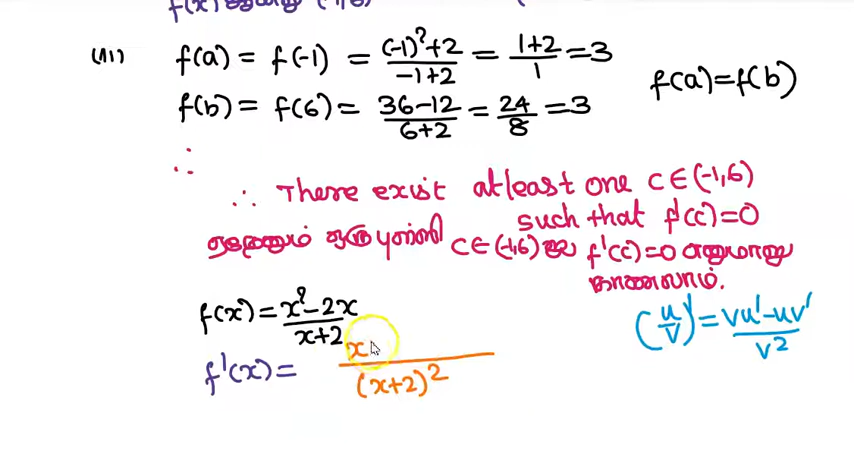 (iii) f(a) = f(-1) = (-1)²+2 / -1+2 = 1+2 / 1 = 3
f(a)=f(b)
f(b) = f(6) = 36-12 / 6+2 = 24 / 8 = 3
∴
∴ There exist atleast one c∈(-1,6)
such that f'(c)=0
c∈(-1,6) f'(c)=0
காணலாம்.
f(x) = x²-2x / x+2
(u/v)' = vu'-uv' / v²
f'(x) = x / (x+2)²